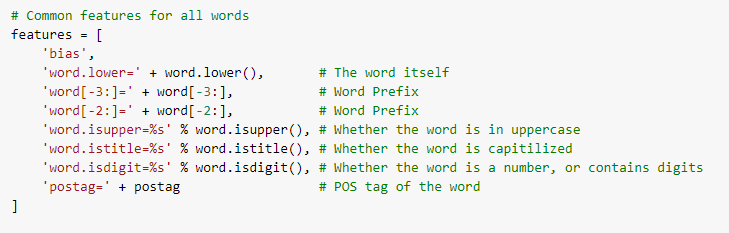 # Common features for all words
features = [
    'bias',
    'word.lower=' + word.lower(),       # The word itself
    'word[-3:]=' + word[-3:],           # Word Prefix
    'word[-2:]=' + word[-2:],           # Word Prefix
    'word.isupper=%s' % word.isupper(), # Whether the word is in uppercase
    'word.istitle=%s' % word.istitle(), # Whether the word is capitilized
    'word.isdigit=%s' % word.isdigit(), # Whether the word is a number, or contains digits
    'postag=' + postag                  # POS tag of the word
]